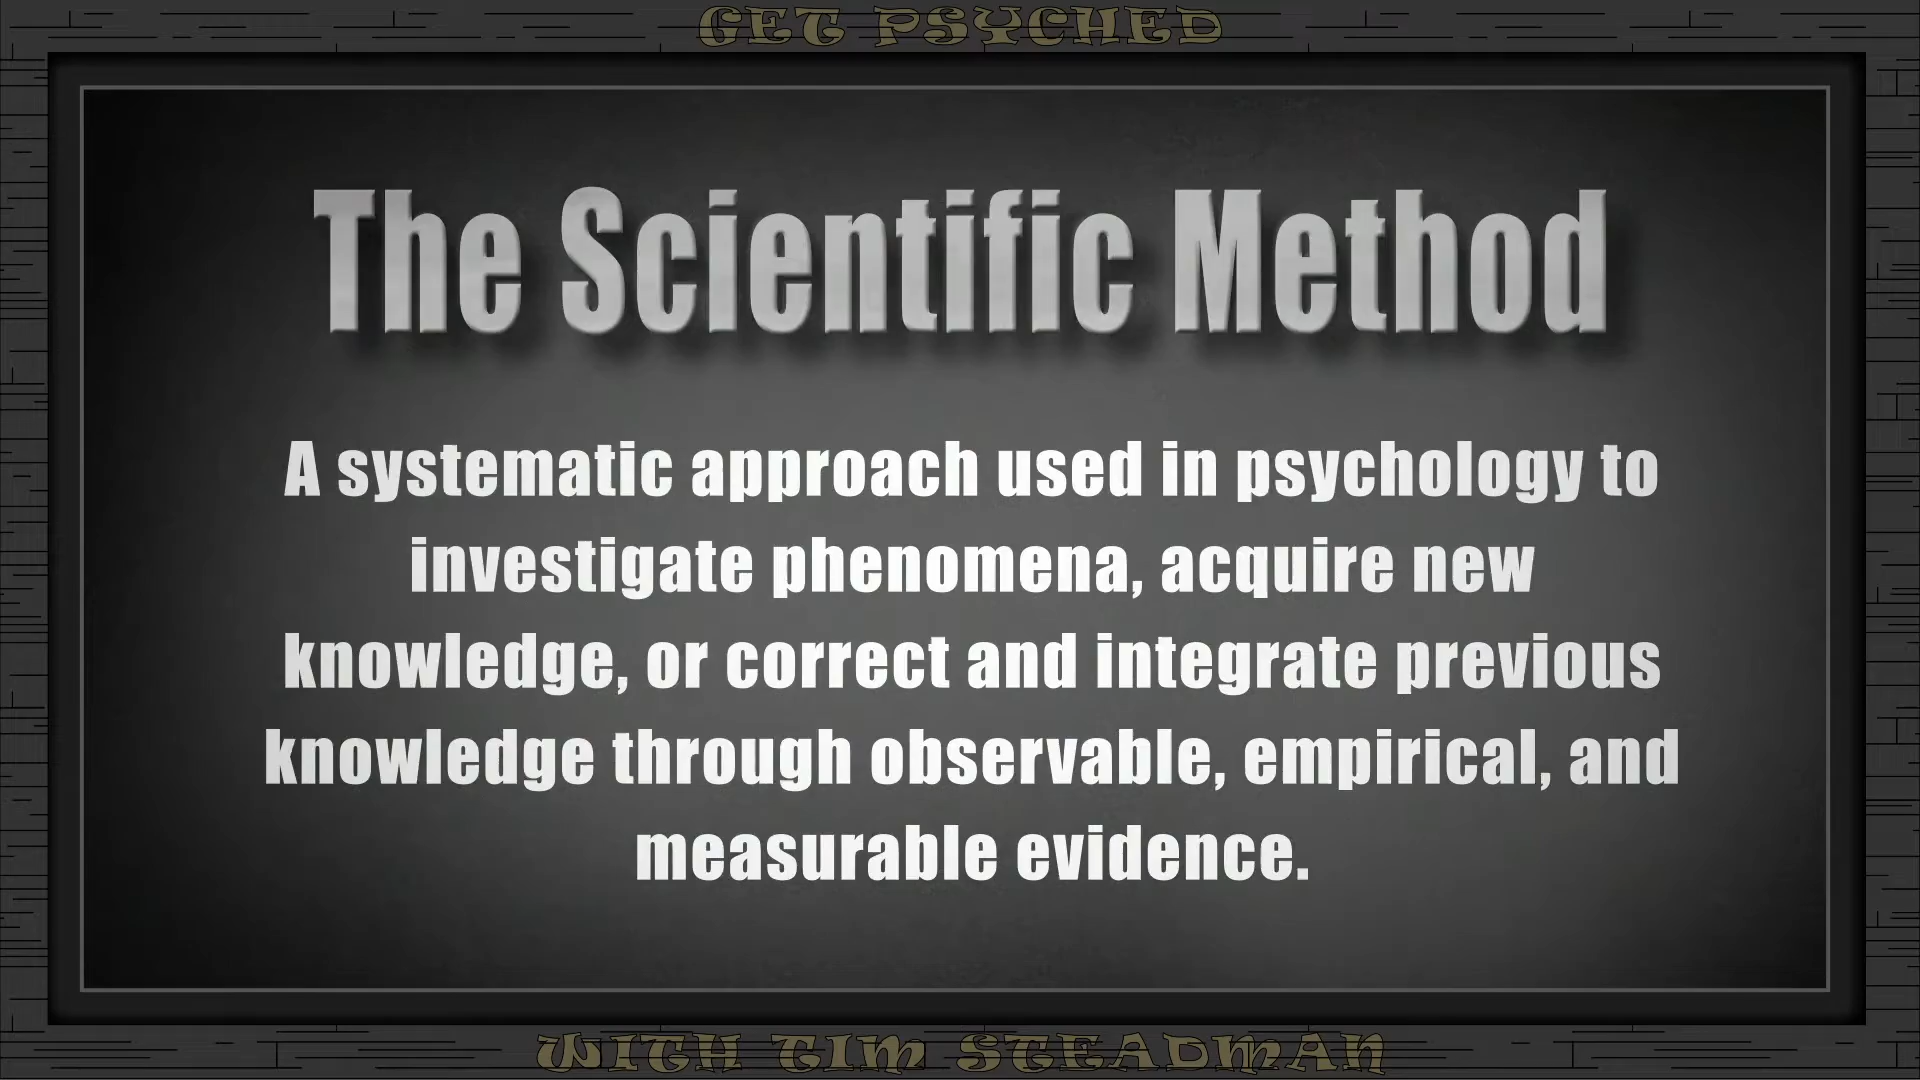 GET PSYCHED
The Scientific Method
A systematic approach used in psychology to
investigate phenomena, acquire new
knowledge, or correct and integrate previous
knowledge through observable, empirical, and
measurable evidence.
WITH TIM STEADMAN